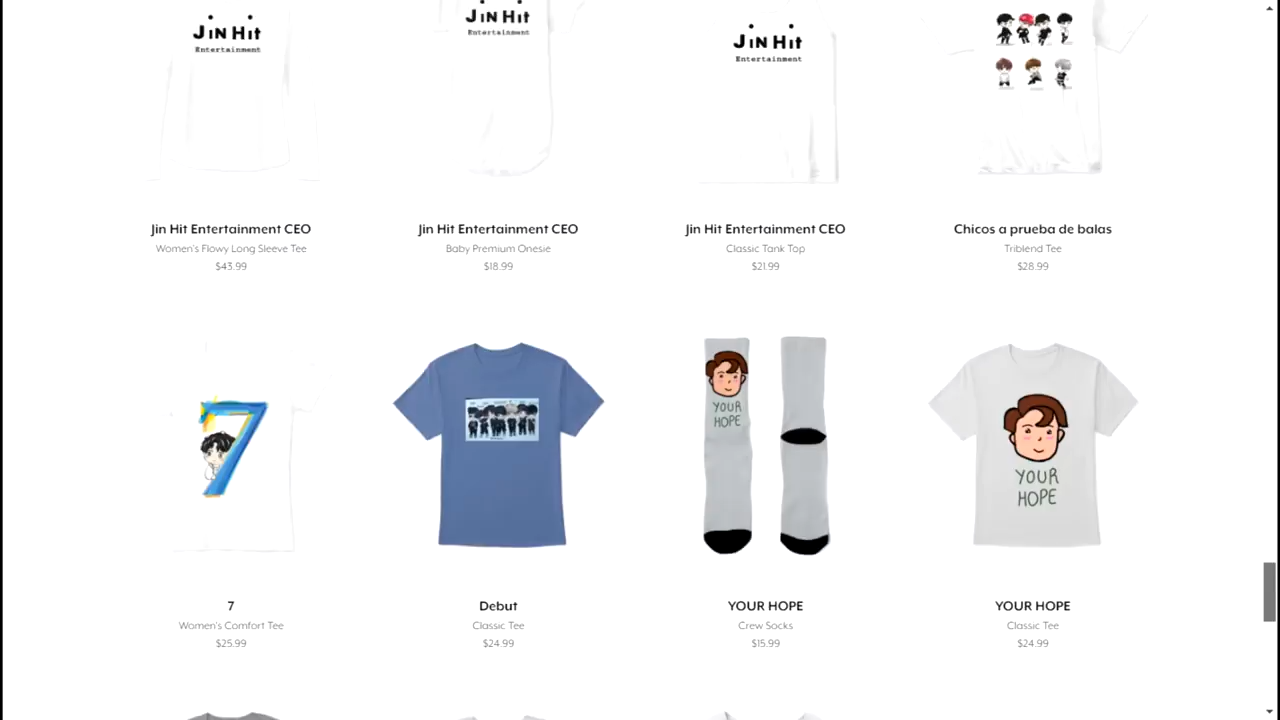 JiN Hit
Entertainment
JiN Hit
Entertainment
JiN Hit
Entertainment
Jin Hit Entertainment CEO
Women's Flowy Long Sleeve Tee
$43.99
Jin Hit Entertainment CEO
Baby Premium Onesie
$18.99
Jin Hit Entertainment CEO
Classic Tank Top
$21.99
Chicos a prueba de balas
Triblend Tee
$28.99
7
YOUR
HOPE
YOUR
HOPE
7
Women's Comfort Tee
$25.99
Debut
Classic Tee
$24.99
YOUR HOPE
Crew Socks
$15.99
YOUR HOPE
Classic Tee
$24.99